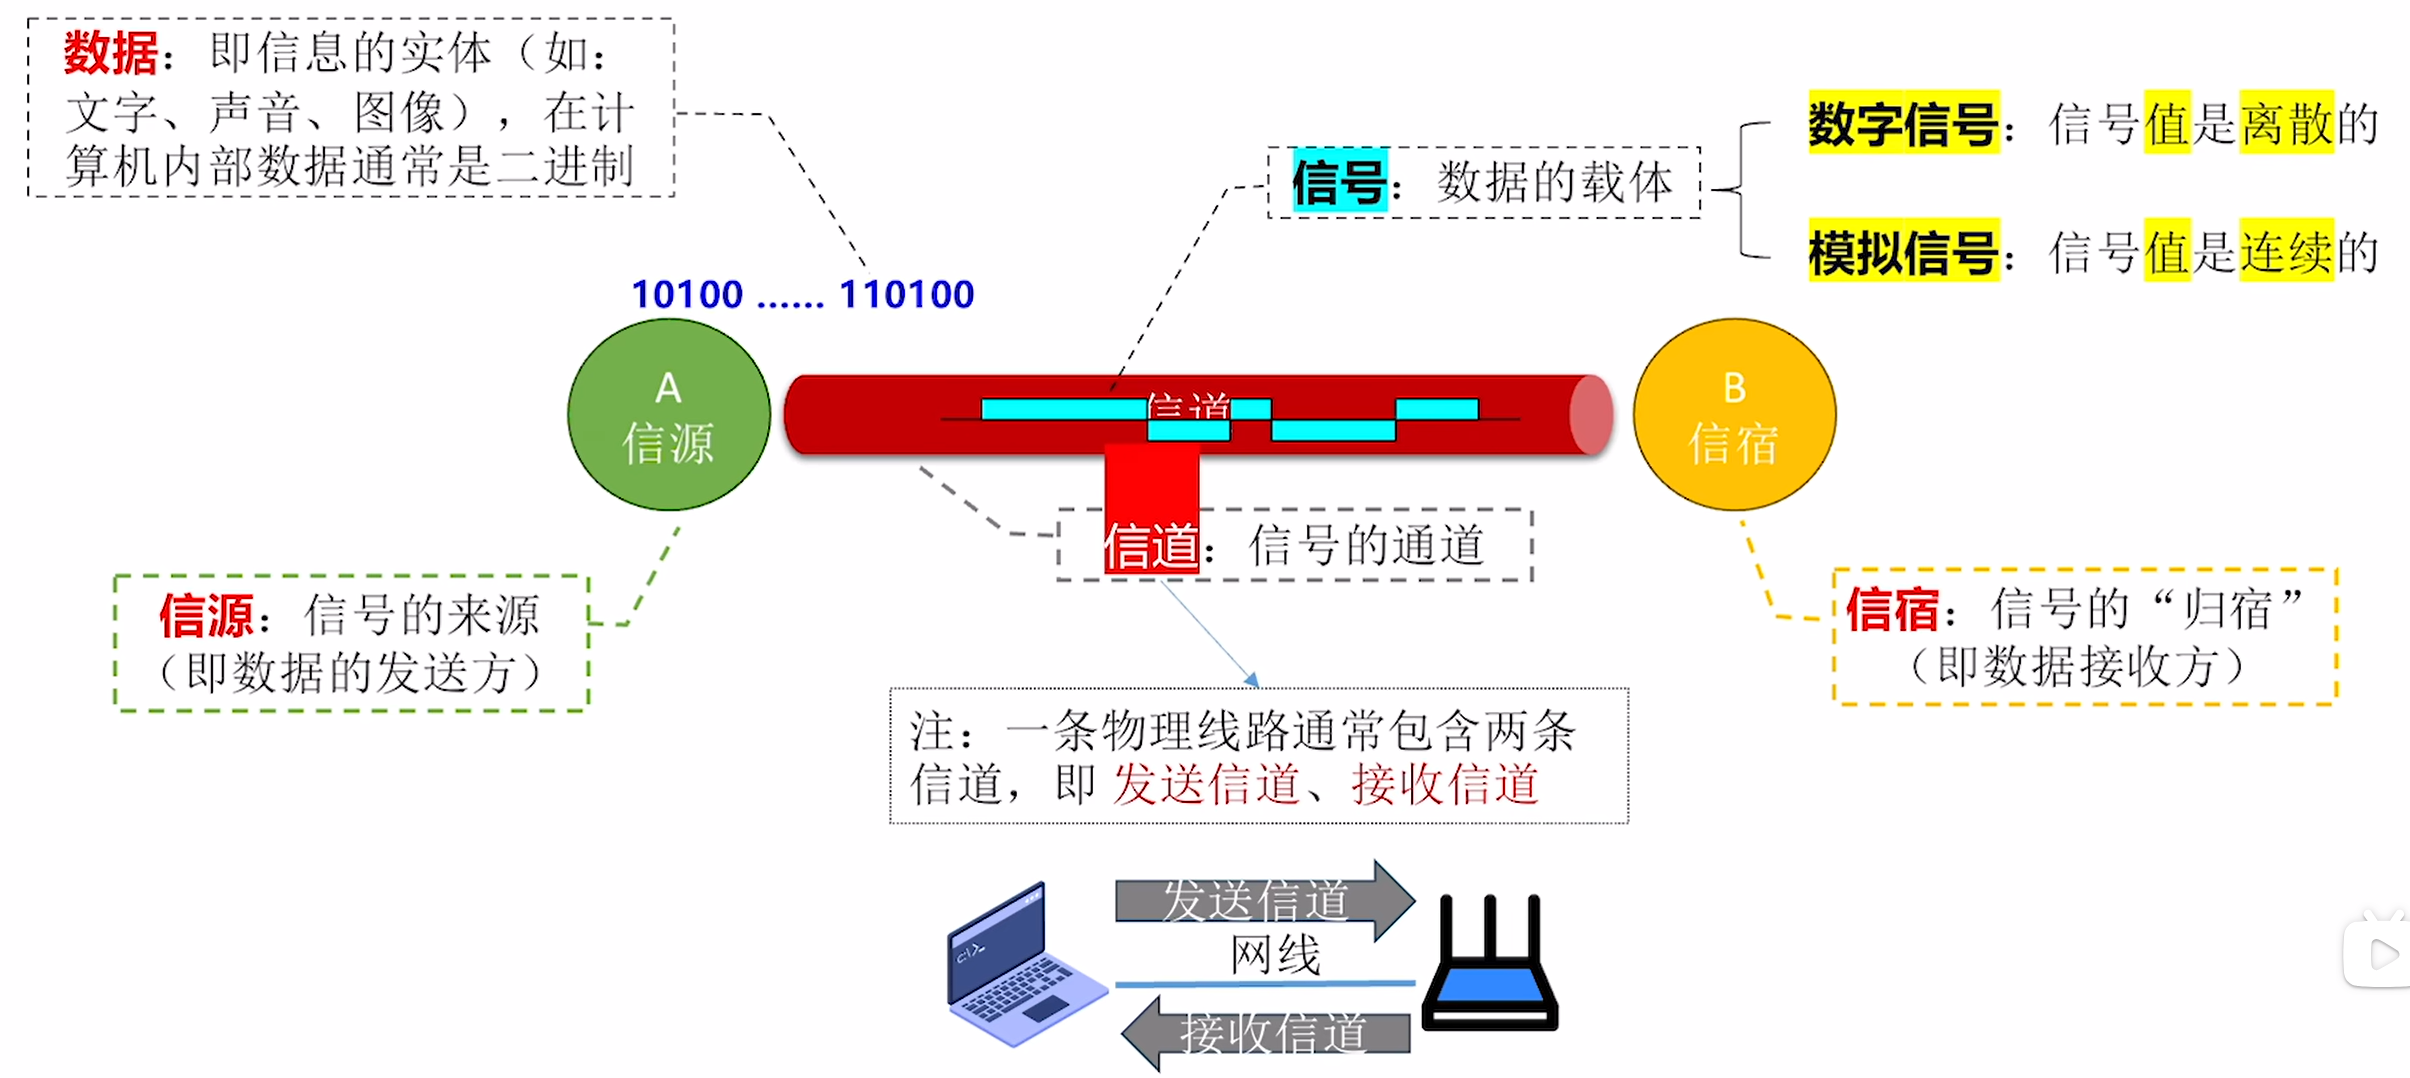 数据：即信息的实体（如：
文字、声音、图像），在计
算机内部数据通常是二进制
数字信号：信号值是离散的
信号：数据的载体
模拟信号：信号值是连续的
10100 …… 110100
A
信源
信道
B
信宿
信道：信号的通道
信源：信号的来源
（即数据的发送方）
信宿：信号的“归宿”
（即数据接收方）
注：一条物理线路通常包含两条
信道，即 发送信道、接收信道
发送信道
网线
接收信道
C:\>_